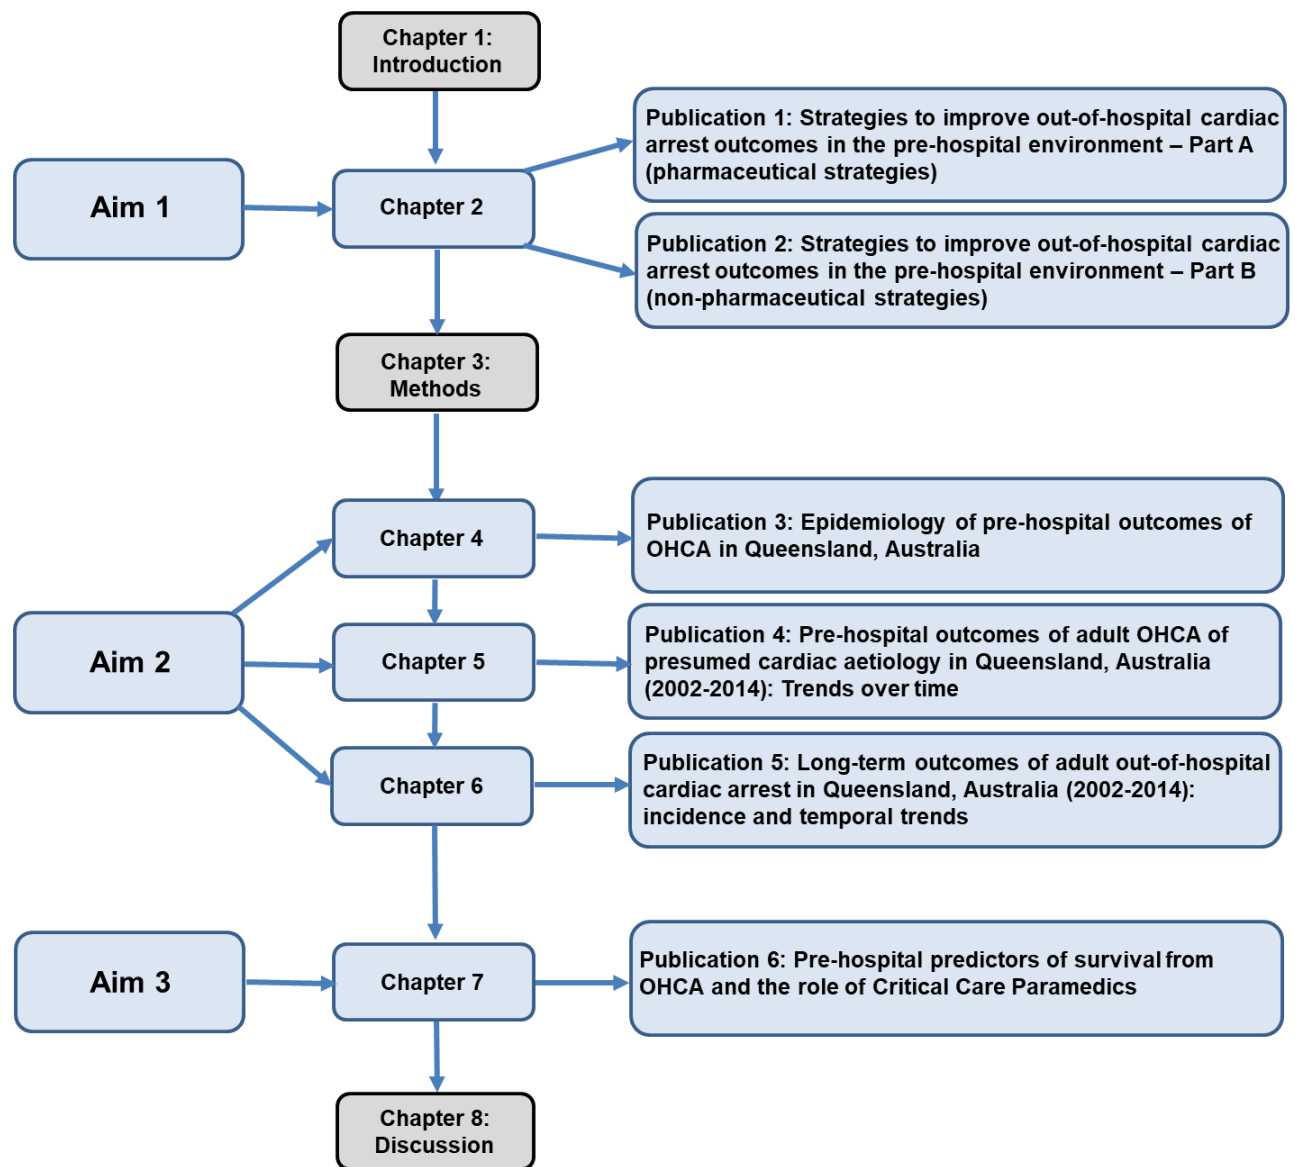 Chapter 1:
Introduction
Publication 1: Strategies to improve out-of-hospital cardiac
arrest outcomes in the pre-hospital environment – Part A
(pharmaceutical strategies)
Aim 1
Chapter 2
Publication 2: Strategies to improve out-of-hospital cardiac
arrest outcomes in the pre-hospital environment – Part B
(non-pharmaceutical strategies)
Chapter 3:
Methods
Chapter 4
Publication 3: Epidemiology of pre-hospital outcomes of
OHCA in Queensland, Australia
Aim 2
Chapter 5
Publication 4: Pre-hospital outcomes of adult OHCA of
presumed cardiac aetiology in Queensland, Australia
(2002-2014): Trends over time
Chapter 6
Publication 5: Long-term outcomes of adult out-of-hospital
cardiac arrest in Queensland, Australia (2002-2014):
incidence and temporal trends
Aim 3
Chapter 7
Publication 6: Pre-hospital predictors of survival from
OHCA and the role of Critical Care Paramedics
Chapter 8:
Discussion